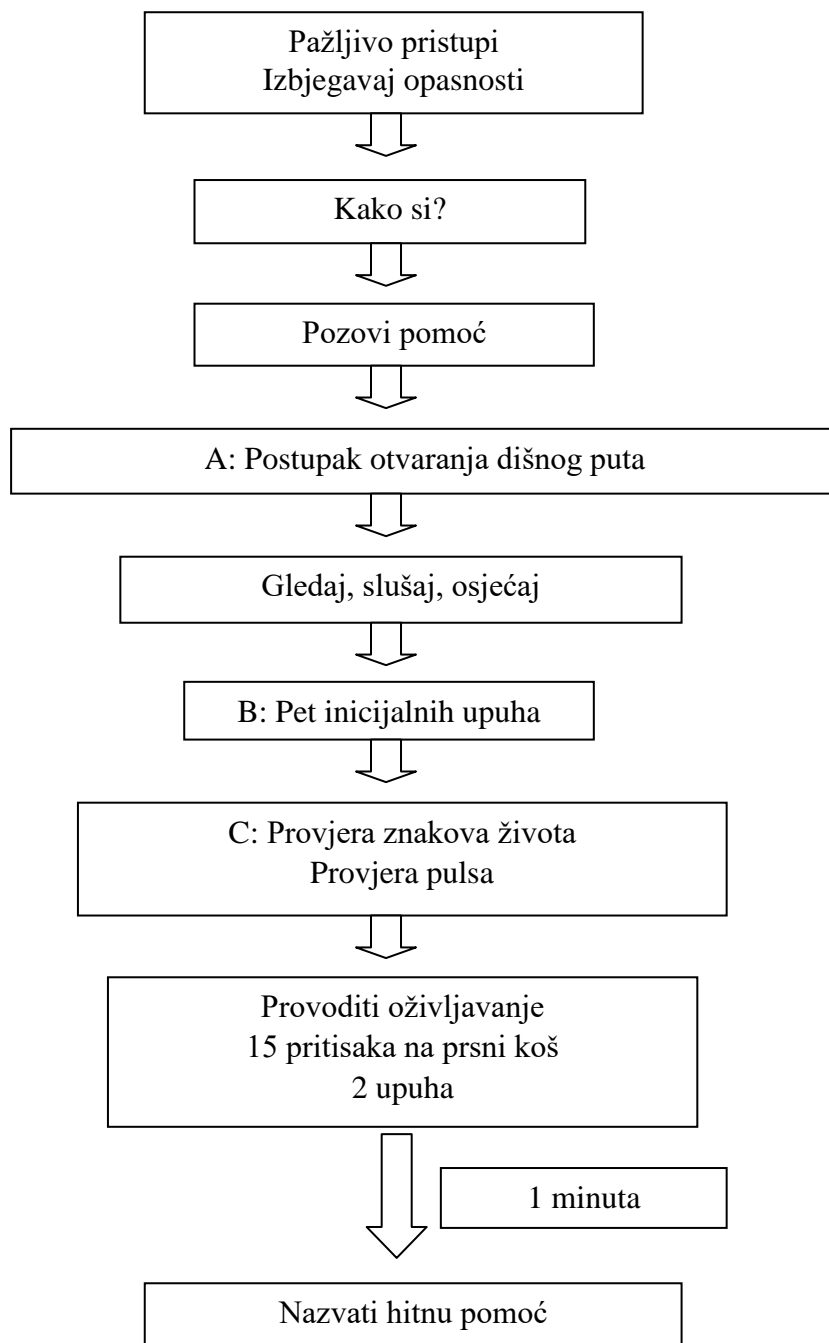 Pažljivo pristupi
Izbjegavaj opasnosti
Kako si?
Pozovi pomoć
A: Postupak otvaranja dišnog puta
Gledaj, slušaj, osjećaj
B: Pet inicijalnih upuha
C: Provjera znakova života
Provjera pulsa
Provoditi oživljavanje
15 pritisaka na prsni koš
2 upuha
1 minuta
Nazvati hitnu pomoć